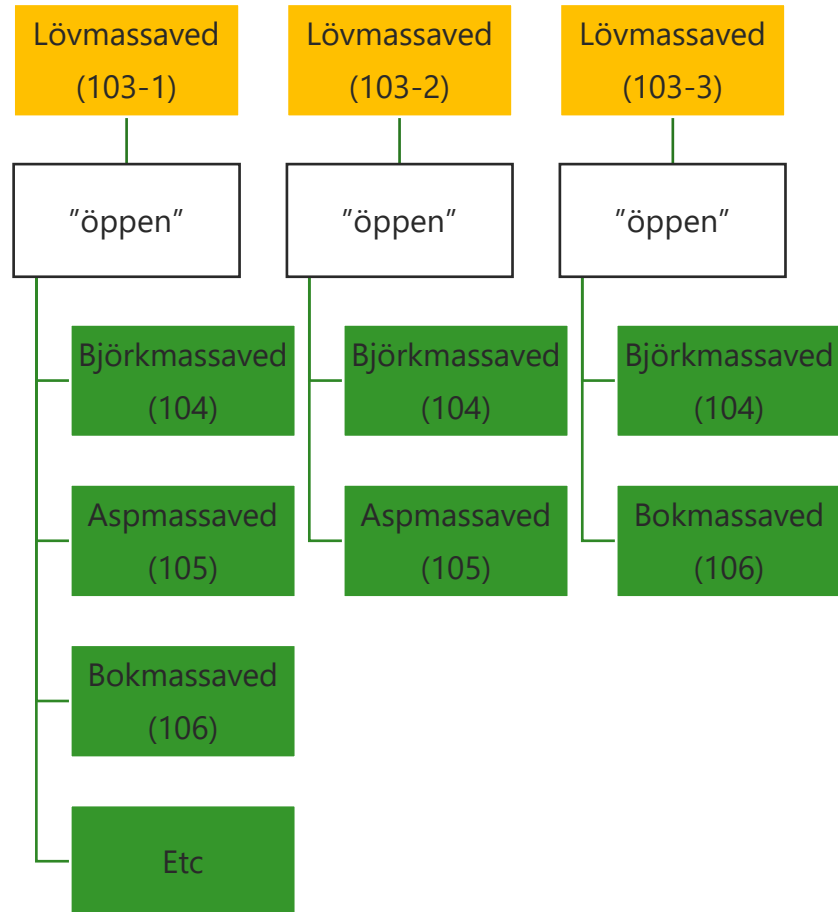 Lövmassaved
(103-1)
”öppen”
Björkmassaved
(104)
Aspmassaved
(105)
Bokmassaved
(106)
Etc
Lövmassaved
(103-2)
”öppen”
Björkmassaved
(104)
Aspmassaved
(105)
Lövmassaved
(103-3)
”öppen”
Björkmassaved
(104)
Bokmassaved
(106)